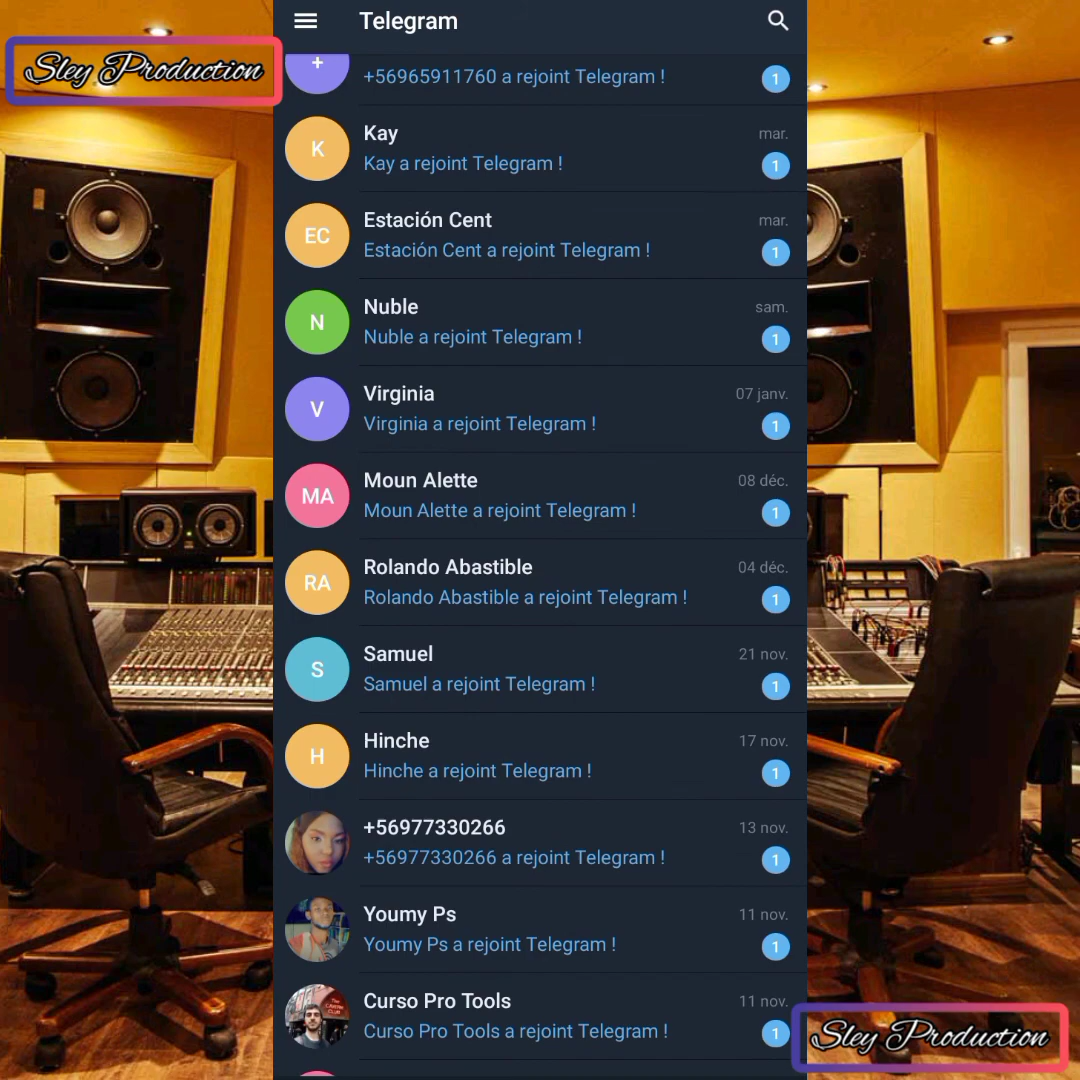 Telegram
Sley Production
+
+56965911760 a rejoint Telegram !
1
Kay
mar.
K
Kay a rejoint Telegram !
1
Estación Cent
mar.
EC
Estación Cent a rejoint Telegram !
1
Nuble
sam.
N
Nuble a rejoint Telegram !
1
Virginia
07 janv.
V
Virginia a rejoint Telegram !
1
Moun Alette
08 déc.
MA
Moun Alette a rejoint Telegram !
1
Rolando Abastible
04 déc.
RA
Rolando Abastible a rejoint Telegram !
1
Samuel
21 nov.
S
Samuel a rejoint Telegram !
1
Hinche
17 nov.
H
Hinche a rejoint Telegram !
1
+56977330266
13 nov.
+56977330266 a rejoint Telegram !
1
Youmy Ps
11 nov.
Youmy Ps a rejoint Telegram !
1
Curso Pro Tools
11 nov.
Curso Pro Tools a rejoint Telegram !
1
Sley Production